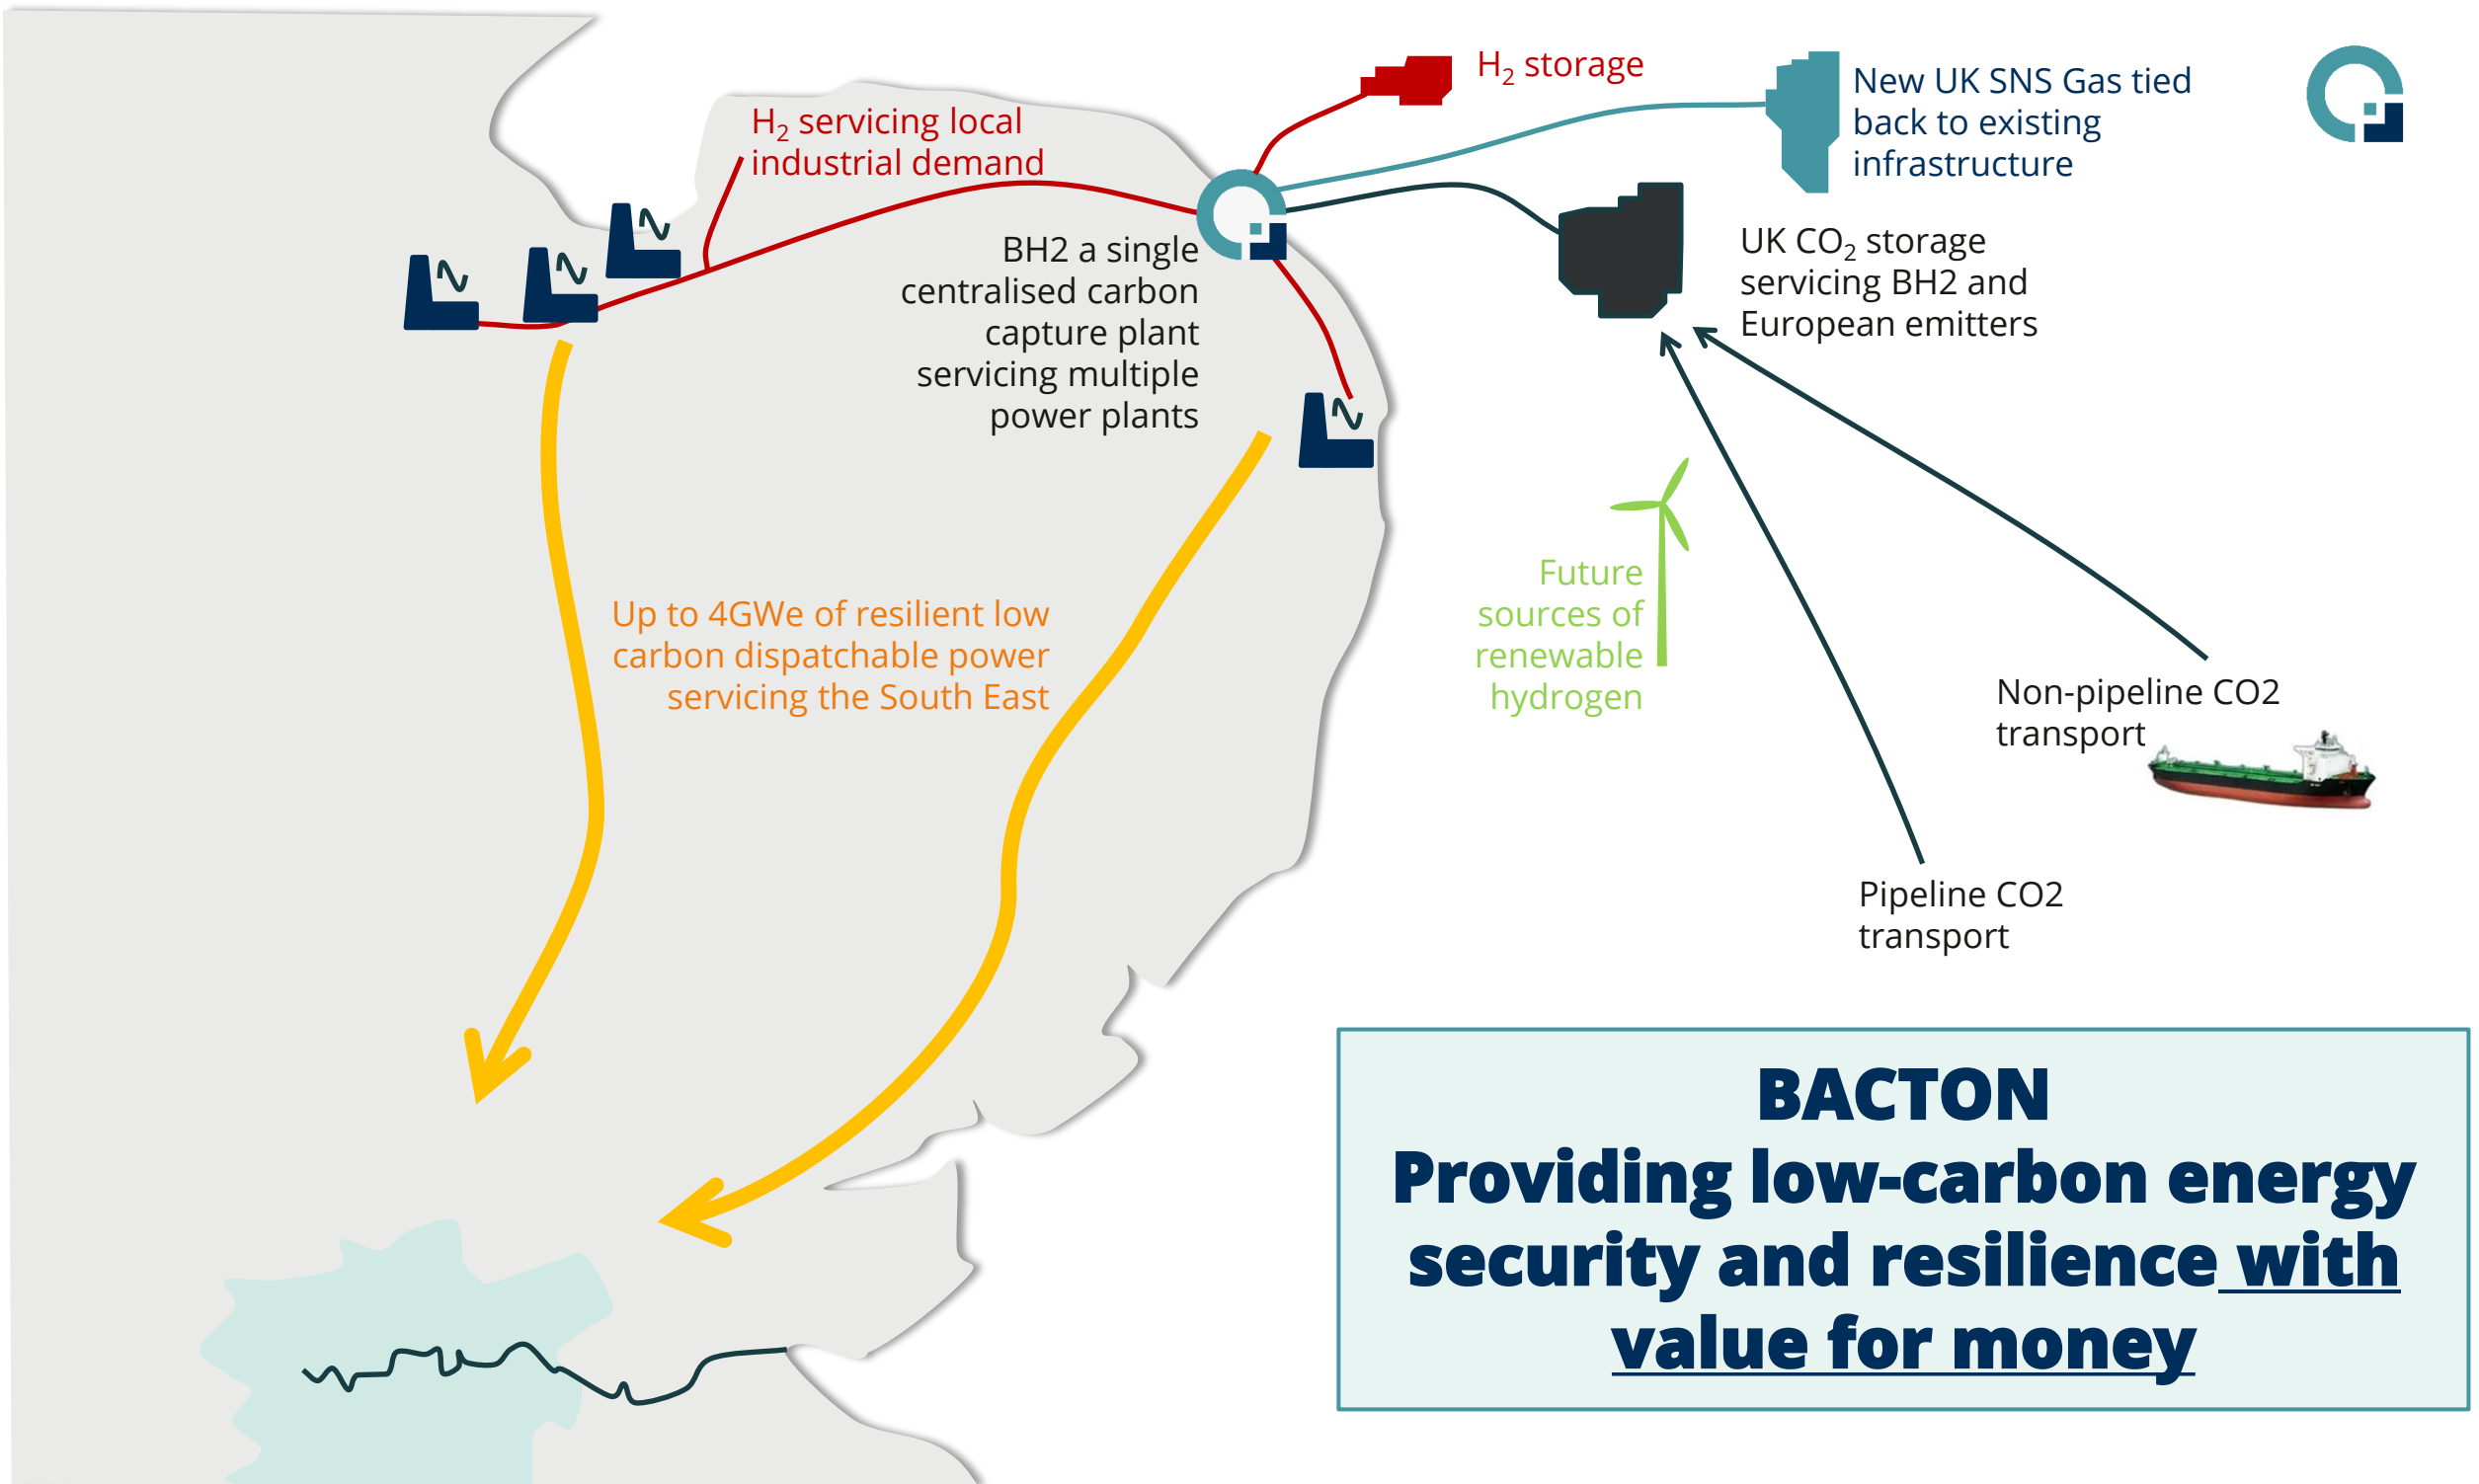 H₂ storage
New UK SNS Gas tied
back to existing
infrastructure
H₂ servicing local
industrial demand
BH2 a single
centralised carbon
capture plant
servicing multiple
power plants
UK CO₂ storage
servicing BH2 and
European emitters
Up to 4GWe of resilient low
carbon dispatchable power
servicing the South East
Future
sources of
renewable
hydrogen
Non-pipeline CO2
transport
Pipeline CO2
transport
BACTON
Providing low-carbon energy
security and resilience with
value for money